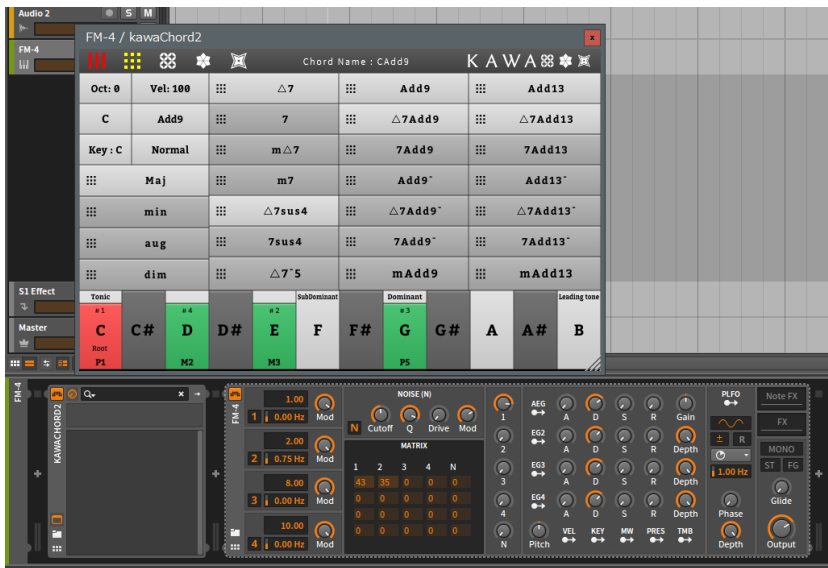 Audio 2 S M
FM-4 / kawaChord2 x
FM-4
Chord Name : CAdd9 KAWA
Oct: 0 Vel: 100 △7 Add9 Add13
C Add9 7 △7Add9 △7Add13
Key : C Normal m△7 7Add9 7Add13
Maj m7 Add9⁻ Add13⁻
min △7sus4 △7Add9⁻ △7Add13⁻
aug 7sus4 7Add9⁻ 7Add13⁻
dim △7⁻5 mAdd9 mAdd13
S1 Effect
Tonic SubDominant Dominant Leading tone
#1 #4 #2 #3
Master
C C# D D# E F F# G G# A A# B
Root
P1 M2 M3 P5
FM-4
KAWACHORD2
FM-4
1.00
1 0.00 Hz Mod
2.00
2 0.75 Hz Mod
8.00
3 0.00 Hz Mod
10.00
4 0.00 Hz Mod
NOISE (N)
N Cutoff Q Drive Mod
MATRIX
1 2 3 4 N
43 35 0 0 0
0 0 0 0 0
0 0 0 0 0
0 0 0 0 0
1
2
3
4
N
AEG A D S R Gain
EG2 A D S R Depth
EG3 A D S R Depth
EG4 A D S R Depth
Pitch VEL KEY MW PRES TMB
PLFO
± R
1.00 Hz
Phase
Depth
Note FX
FX
MONO
ST FG
Glide
Output